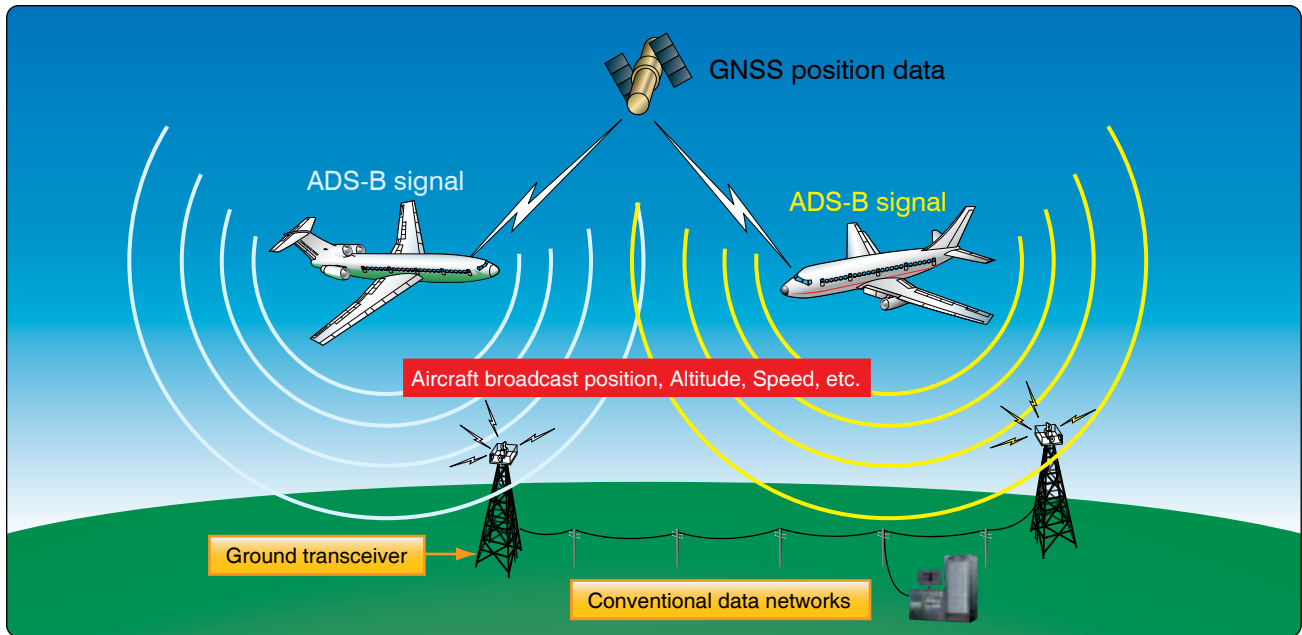 GNSS position data
ADS-B signal
ADS-B signal
Aircraft broadcast position, Altitude, Speed, etc.
Ground transceiver
Conventional data networks